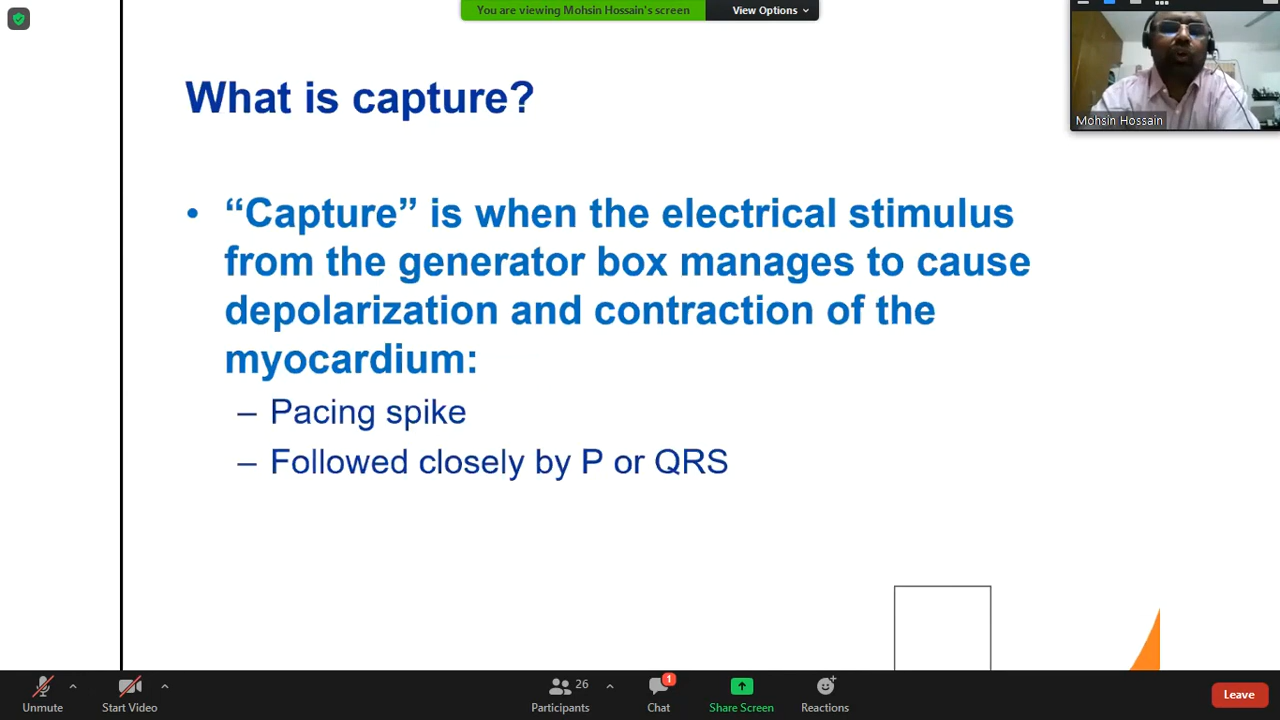 You are viewing Mohsin Hossain's screen
View Options
Mohsin Hossain
What is capture?
• “Capture” is when the electrical stimulus
from the generator box manages to cause
depolarization and contraction of the
myocardium:
– Pacing spike
– Followed closely by P or QRS
Unmute
Start Video
26
Participants
1
Chat
Share Screen
Reactions
Leave